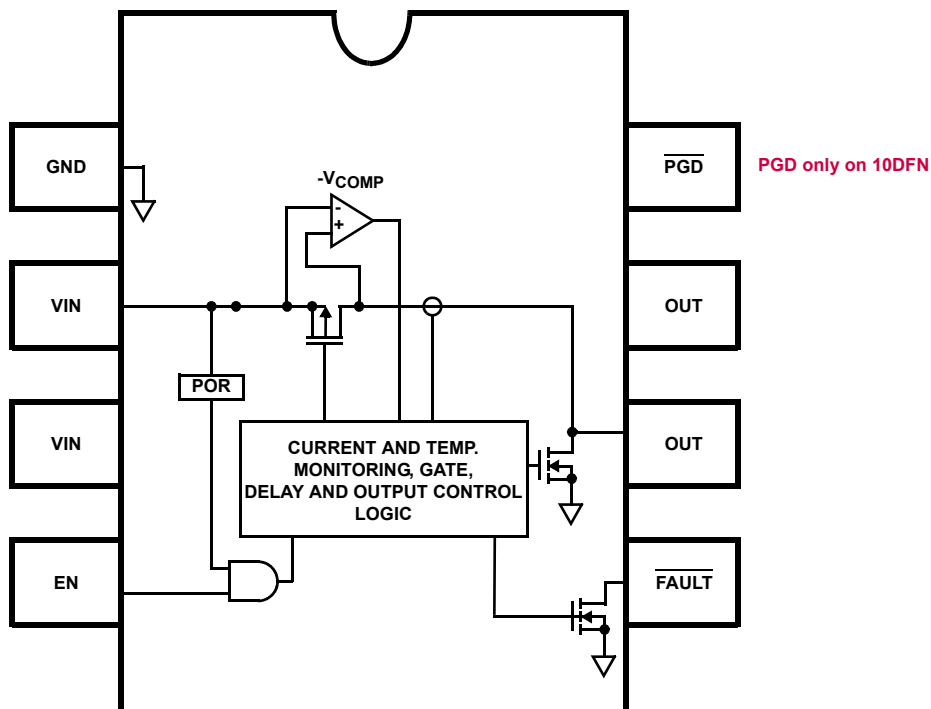 GND
PGD
PGD only on 10DFN
-VCOMP
-
+
VIN
OUT
POR
VIN
OUT
CURRENT AND TEMP.
MONITORING, GATE,
DELAY AND OUTPUT CONTROL
LOGIC
EN
FAULT